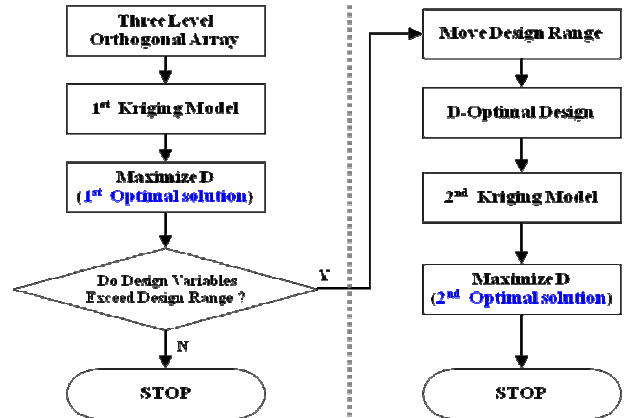 Three Level
Orthogonal Array
1st Kriging Model
Maximize D
(1st Optimal solution)
Do Design Variables
Exceed Design Range ?
Y
N
STOP
Move Design Range
D-Optimal Design
2nd Kriging Model
Maximize D
(2nd Optimal solution)
STOP